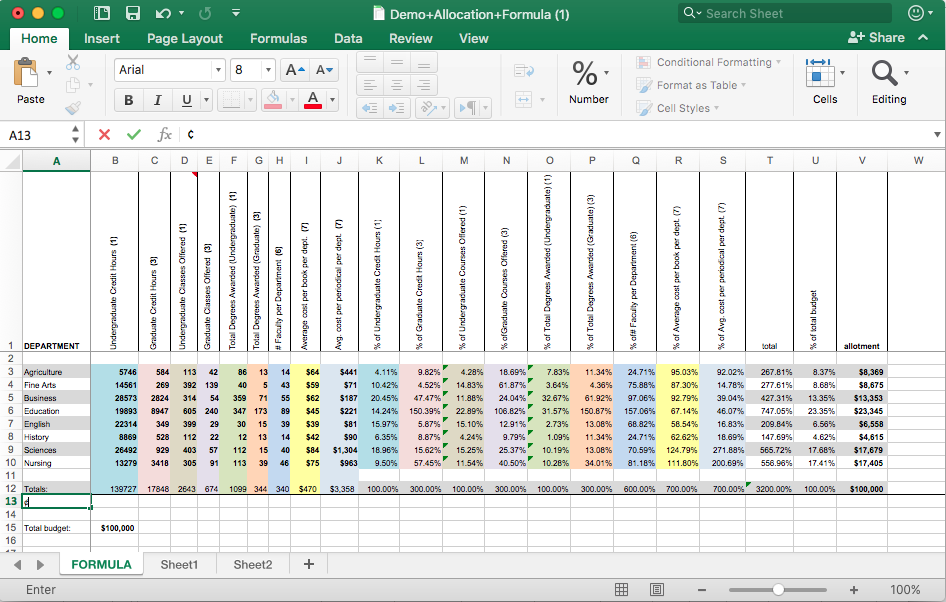 Demo+Allocation+Formula (1)
Search Sheet
Home Insert Page Layout Formulas Data Review View Share
Paste
Arial 8
B I U
Number
Conditional Formatting
Format as Table
Cell Styles
Cells
Editing
A13 fx ¢
A B C D E F G H I J K L M N O P Q R S T U V W
1 DEPARTMENT
Undergraduate Credit Hours (1)
Graduate Credit Hours (3)
Undergraduate Classes Offered (1)
Graduate Classes Offered (3)
Total Degrees Awarded (Undergraduate) (1)
Total Degrees Awarded (Graduate) (3)
# Faculty per Department (6)
Average cost per book per dept. (7)
Avg. cost per periodical per dept. (7)
% of Undergraduate Credit Hours (1)
% of Graduate Credit Hours (3)
% of Undergraduate Courses Offered (1)
% of Graduate Courses Offered (3)
% of Total Degrees Awarded (Undergraduate) (1)
% of Total Degrees Awarded (Graduate) (3)
% of# Faculty per Department (6)
% of Average cost per book per dept. (7)
% of Avg. cost per periodical per dept. (7)
total
% of total budget
allotment
2
3 Agriculture 5746 584 113 42 86 13 14 $64 $441 4.11% 9.82% 4.28% 18.69% 7.83% 11.34% 24.71% 95.03% 92.02% 267.81% 8.37% $8,369
4 Fine Arts 14561 269 392 139 40 5 43 $59 $71 10.42% 4.52% 14.83% 61.87% 3.64% 4.36% 75.88% 87.30% 14.78% 277.61% 8.68% $8,675
5 Business 28573 2824 314 54 359 71 55 $62 $187 20.45% 47.47% 11.88% 24.04% 32.67% 61.92% 97.06% 92.79% 39.04% 427.31% 13.35% $13,353
6 Education 19893 8947 605 240 347 173 89 $45 $221 14.24% 150.39% 22.89% 106.82% 31.57% 150.87% 157.06% 67.14% 46.07% 747.05% 23.35% $23,345
7 English 22314 349 399 29 30 15 39 $39 $81 15.97% 5.87% 15.10% 12.91% 2.73% 13.08% 68.82% 58.54% 16.83% 209.84% 6.56% $6,558
8 History 8869 528 112 22 12 13 14 $42 $90 6.35% 8.87% 4.24% 9.79% 1.09% 11.34% 24.71% 62.62% 18.69% 147.69% 4.62% $4,615
9 Sciences 26492 929 403 57 112 15 40 $84 $1,304 18.96% 15.62% 15.25% 25.37% 10.19% 13.08% 70.59% 124.79% 271.88% 565.72% 17.68% $17,679
10 Nursing 13279 3418 305 91 113 39 46 $75 $963 9.50% 57.45% 11.54% 40.50% 10.28% 34.01% 81.18% 111.80% 200.69% 556.96% 17.41% $17,405
11
12 Totals: 139727 17848 2643 674 1099 344 340 $470 $3,358 100.00% 300.00% 100.00% 300.00% 100.00% 300.00% 600.00% 700.00% 700.00% 3200.00% 100.00% $100,000
13 ¢
14
15 Total budget: $100,000
16
FORMULA Sheet1 Sheet2 +
Enter 100%